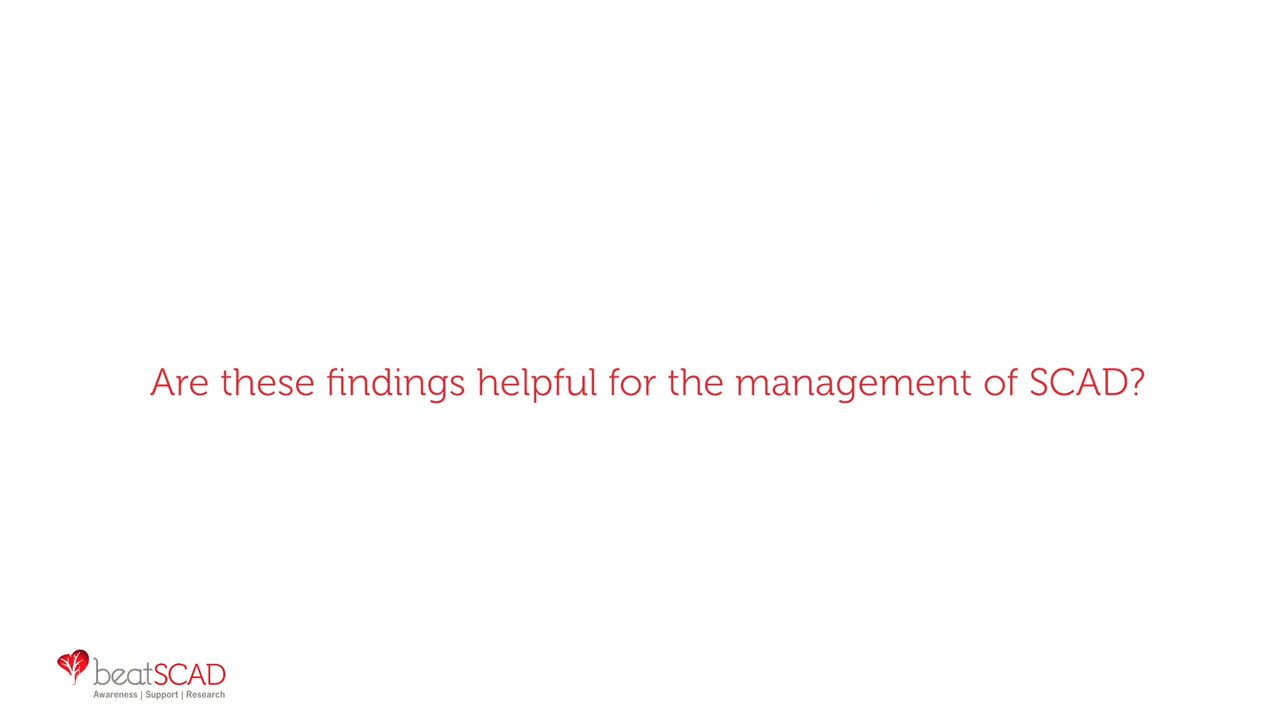 Are these findings helpful for the management of SCAD?
beatSCAD
Awareness | Support | Research